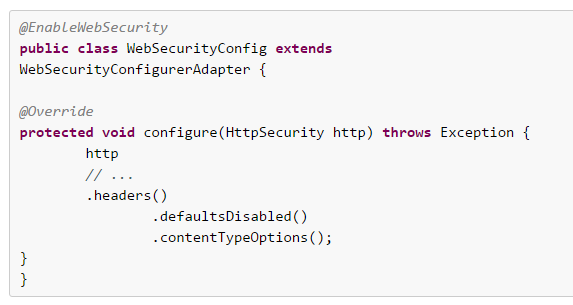 @EnableWebSecurity
public class WebSecurityConfig extends
WebSecurityConfigurerAdapter {
@Override
protected void configure(HttpSecurity http) throws Exception {
http
// ...
.headers()
.defaultsDisabled()
.contentTypeOptions();
}
}